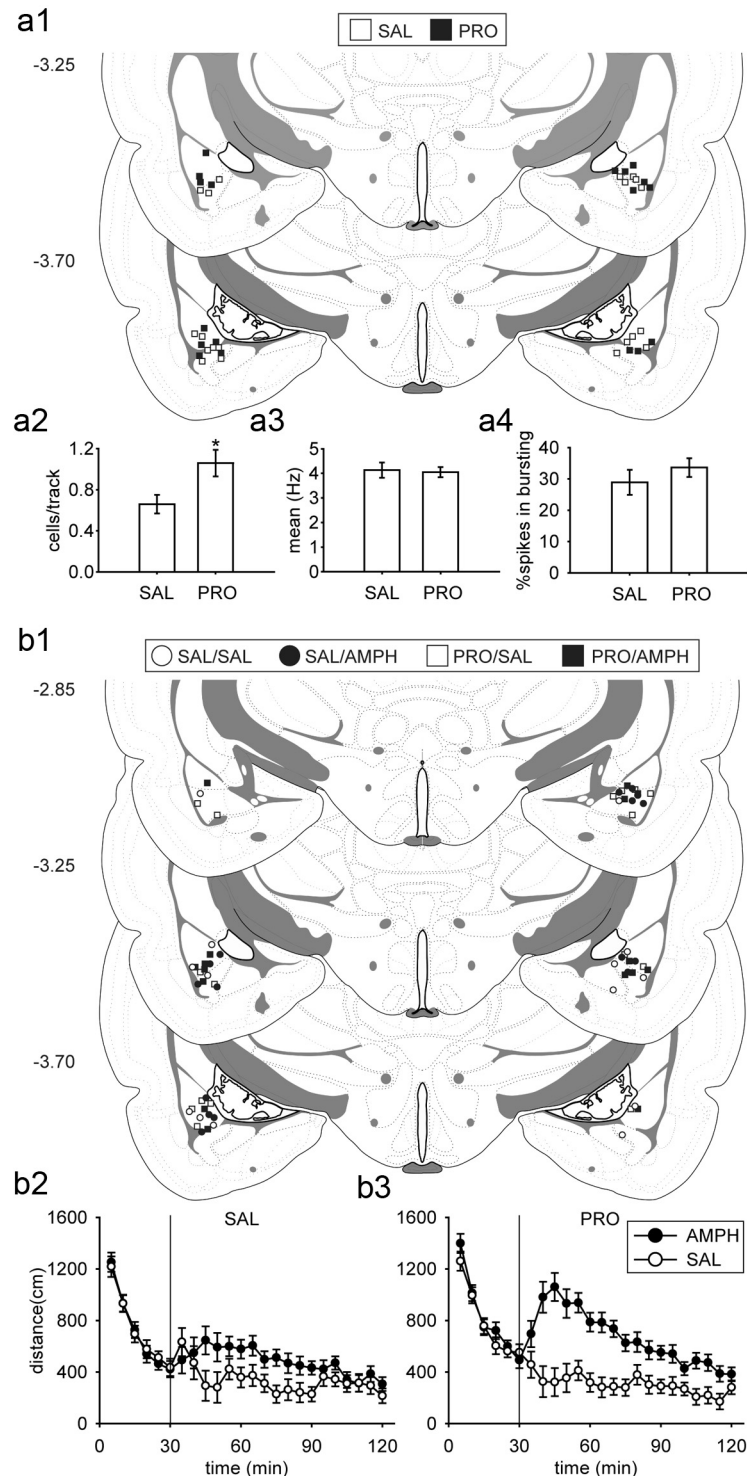 a1
SAL PRO
-3.25
-3.70
a2
1.2
0.8
0.4
0.0
cells/track
*
SAL PRO
a3
5
4
3
2
1
0
mean (Hz)
SAL PRO
a4
40
30
20
10
0
%spikes in bursting
SAL PRO
b1
SAL/SAL SAL/AMPH PRO/SAL PRO/AMPH
-2.85
-3.25
-3.70
b2
SAL
1600
1200
800
400
0
distance(cm)
0 30 60 90 120
time (min)
b3
PRO
AMPH
SAL
1600
1200
800
400
0
0 30 60 90 120
time (min)